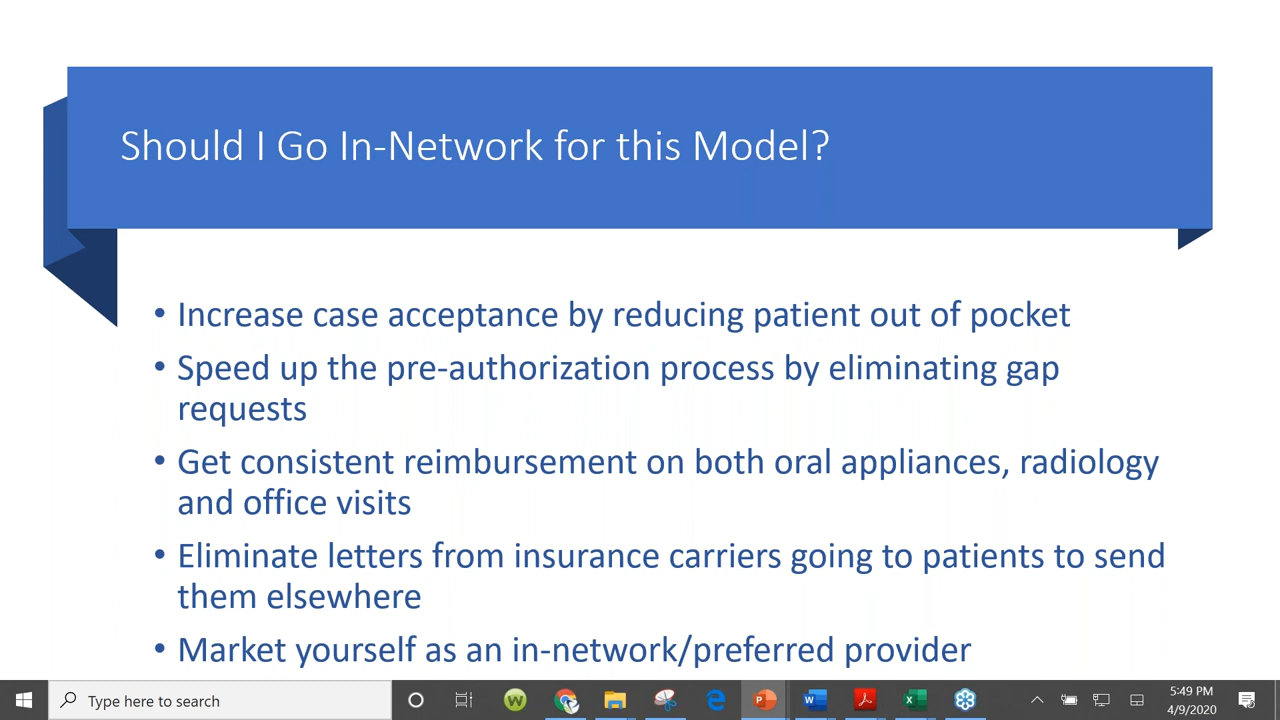 Should I Go In-Network for this Model?
• Increase case acceptance by reducing patient out of pocket
• Speed up the pre-authorization process by eliminating gap
requests
• Get consistent reimbursement on both oral appliances, radiology
and office visits
• Eliminate letters from insurance carriers going to patients to send
them elsewhere
• Market yourself as an in-network/preferred provider
Type here to search
5:49 PM
4/9/2020